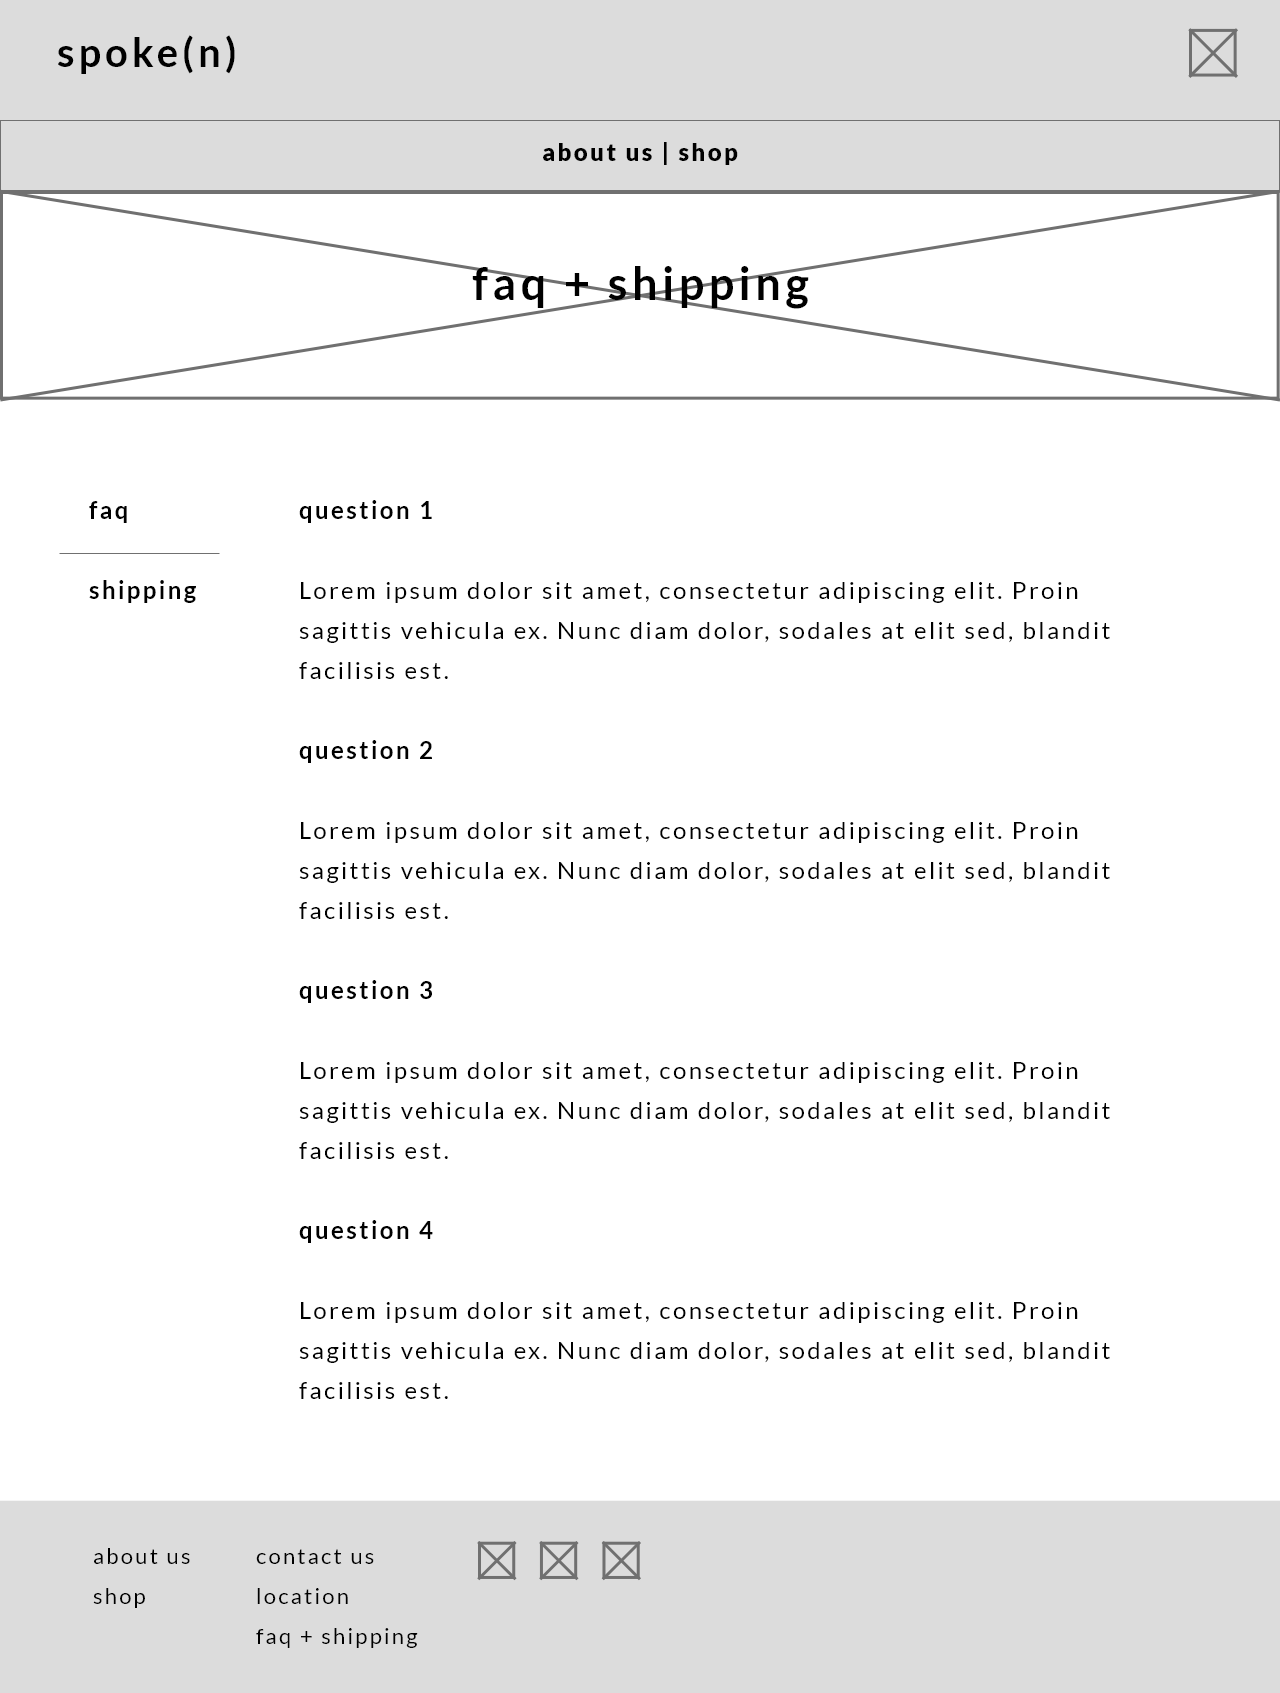 spoke(n)
about us | shop
faq + shipping
faq
shipping
question 1
Lorem ipsum dolor sit amet, consectetur adipiscing elit. Proin
sagittis vehicula ex. Nunc diam dolor, sodales at elit sed, blandit
facilisis est.
question 2
Lorem ipsum dolor sit amet, consectetur adipiscing elit. Proin
sagittis vehicula ex. Nunc diam dolor, sodales at elit sed, blandit
facilisis est.
question 3
Lorem ipsum dolor sit amet, consectetur adipiscing elit. Proin
sagittis vehicula ex. Nunc diam dolor, sodales at elit sed, blandit
facilisis est.
question 4
Lorem ipsum dolor sit amet, consectetur adipiscing elit. Proin
sagittis vehicula ex. Nunc diam dolor, sodales at elit sed, blandit
facilisis est.
about us
shop
contact us
location
faq + shipping